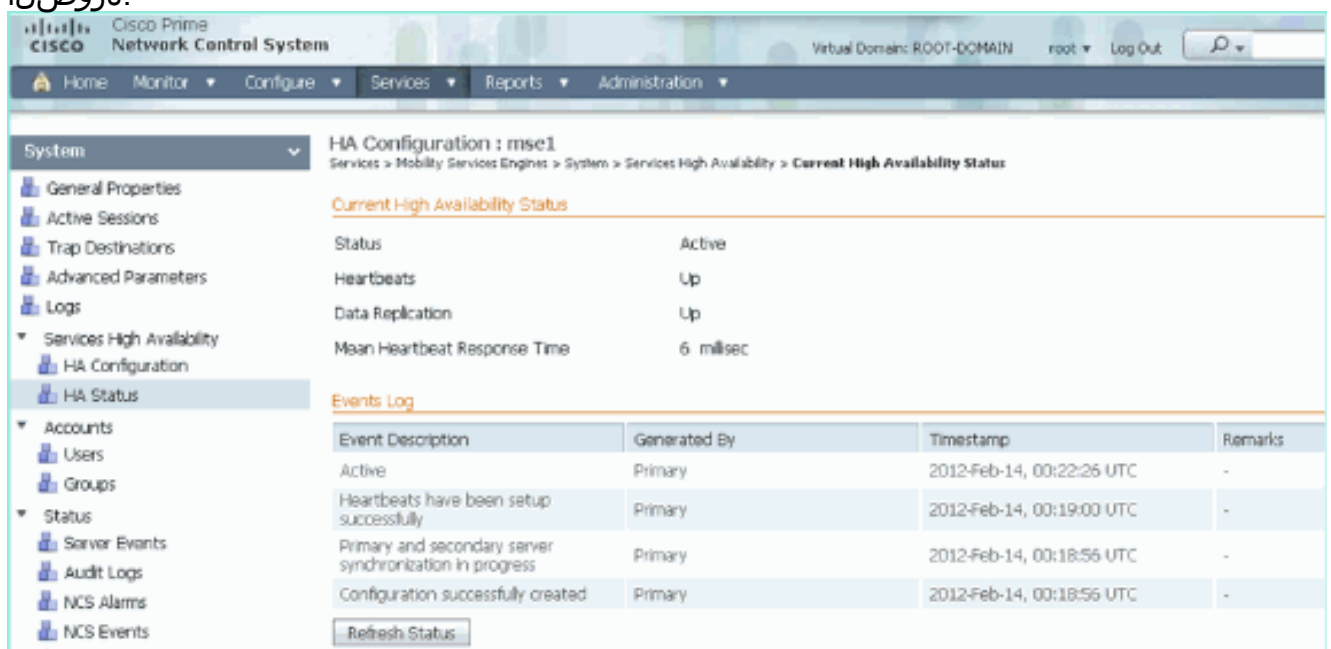 Cisco Prime
CISCO Network Control System
Virtual Domain: ROOT-DOMAIN root Log Out
Home Monitor Configure Services Reports Administration
System
General Properties
Active Sessions
Trap Destinations
Advanced Parameters
Logs
Services High Availability
HA Configuration
HA Status
Accounts
Users
Groups
Status
Server Events
Audit Logs
NCS Alarms
NCS Events
HA Configuration : mse1
Services > Mobility Services Engines > System > Services High Availability > Current High Availability Status
Current High Availability Status
Status Active
Heartbeats Up
Data Replication Up
Mean Heartbeat Response Time 6 millisec
Events Log
Event Description Generated By Timestamp Remarks
Active Primary 2012-Feb-14, 00:22:26 UTC -
Heartbeats have been setup successfully Primary 2012-Feb-14, 00:19:00 UTC -
Primary and secondary server synchronization in progress Primary 2012-Feb-14, 00:18:56 UTC -
Configuration successfully created Primary 2012-Feb-14, 00:18:56 UTC -
Refresh Status